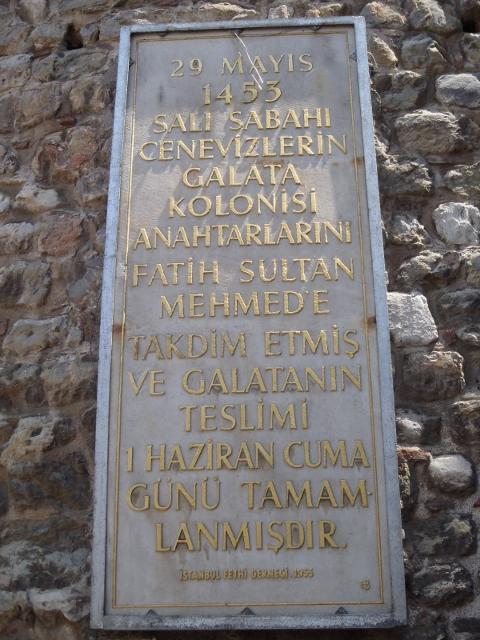 29 MAYIS
1453
SALI SABAHI
CENEVİZLERİN
GALATA
KOLONİSİ
ANAHTARLARINI
FATİH SULTAN
MEHMED'E
TAKDİM ETMİŞ
VE GALATANIN
TESLİMİ
1 HAZİRAN CUMA
GÜNÜ TAMAM-
LANMIŞDIR.
İSTANBUL FETHİ DERNEĞİ. 1953